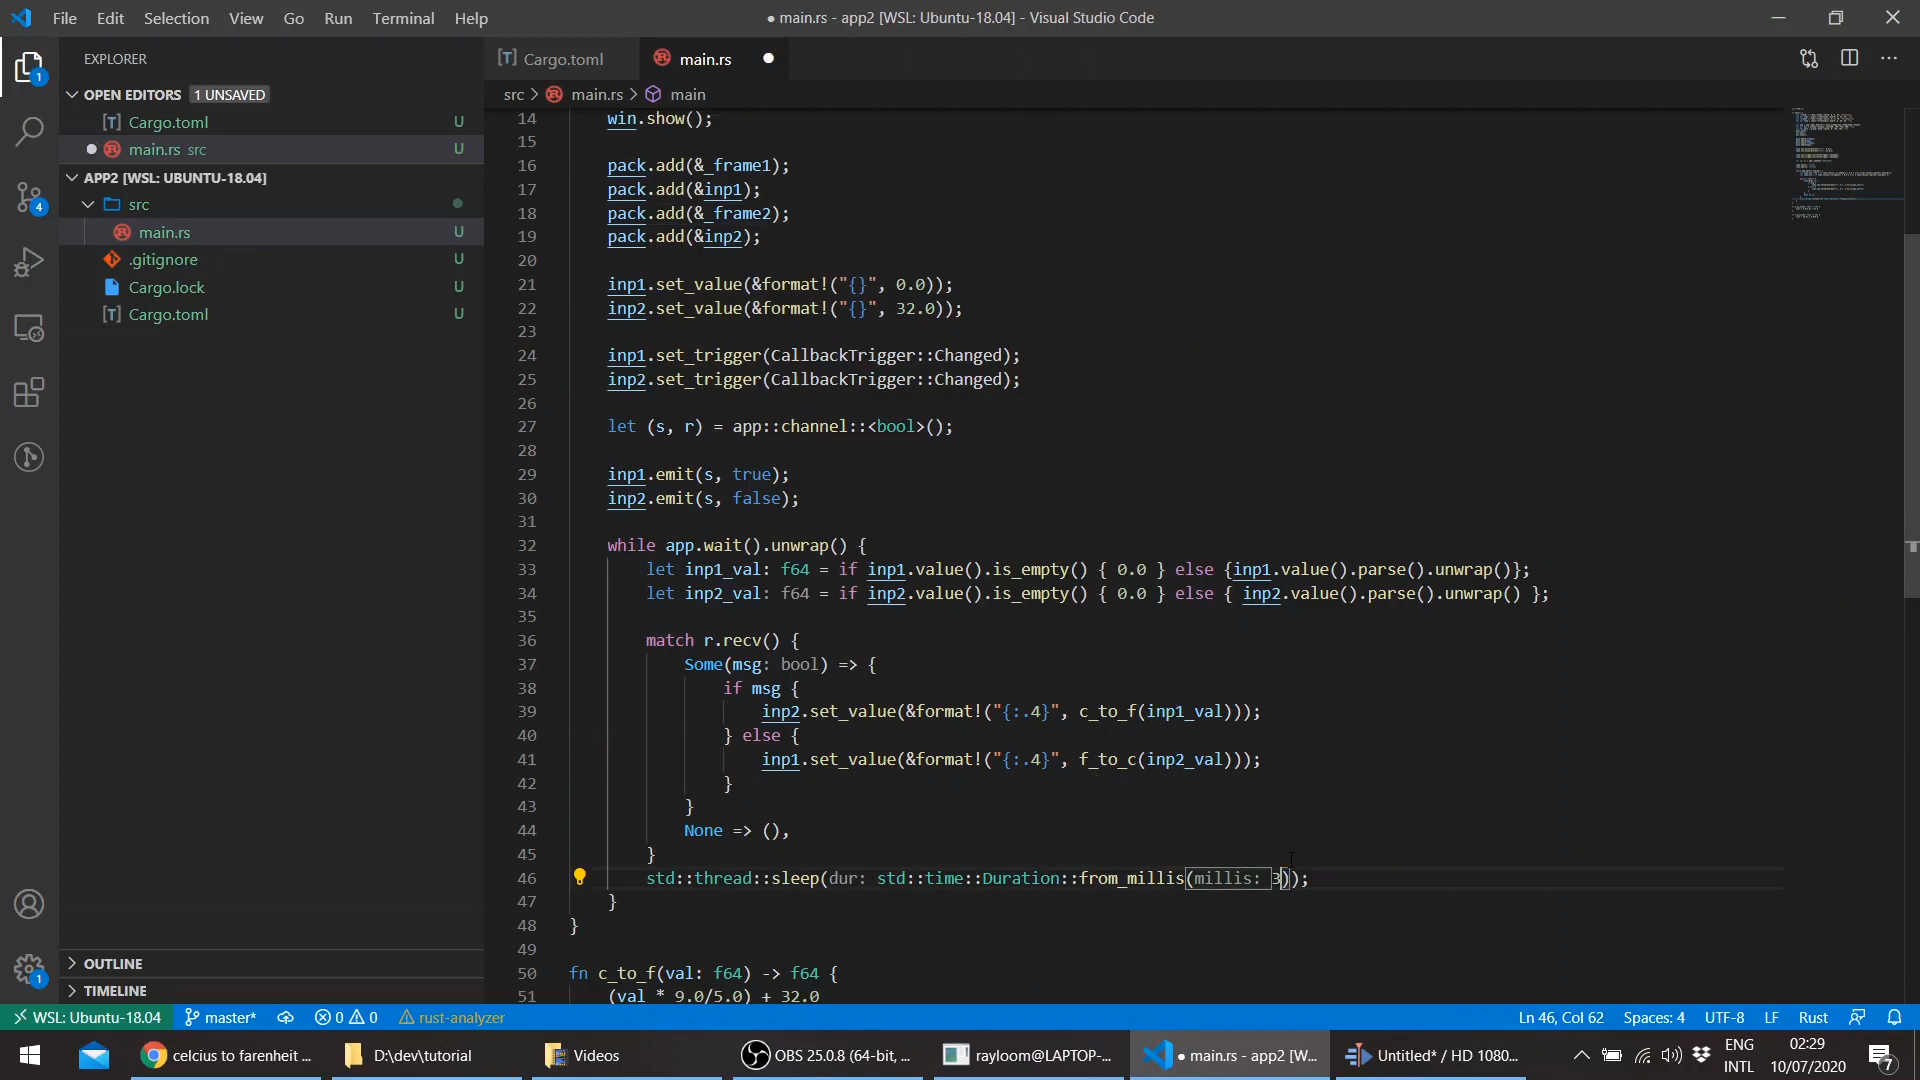 File Edit Selection View Go Run Terminal Help
● main.rs - app2 [WSL: Ubuntu-18.04] - Visual Studio Code
EXPLORER
OPEN EDITORS 1 UNSAVED
Cargo.toml U
main.rs src U
APP2 [WSL: UBUNTU-18.04]
src
main.rs U
.gitignore U
Cargo.lock U
Cargo.toml U
OUTLINE
TIMELINE
1
4
1
Cargo.toml
main.rs
src > main.rs > main
14 win.show();
15
16 pack.add(&_frame1);
17 pack.add(&inp1);
18 pack.add(&_frame2);
19 pack.add(&inp2);
20
21 inp1.set_value(&format!("{}", 0.0));
22 inp2.set_value(&format!("{}", 32.0));
23
24 inp1.set_trigger(CallbackTrigger::Changed);
25 inp2.set_trigger(CallbackTrigger::Changed);
26
27 let (s, r) = app::channel::<bool>();
28
29 inp1.emit(s, true);
30 inp2.emit(s, false);
31
32 while app.wait().unwrap() {
33 let inp1_val: f64 = if inp1.value().is_empty() { 0.0 } else {inp1.value().parse().unwrap()};
34 let inp2_val: f64 = if inp2.value().is_empty() { 0.0 } else { inp2.value().parse().unwrap() };
35
36 match r.recv() {
37 Some(msg: bool) => {
38 if msg {
39 inp2.set_value(&format!("{:.4}", c_to_f(inp1_val)));
40 } else {
41 inp1.set_value(&format!("{:.4}", f_to_c(inp2_val)));
42 }
43 }
44 None => (),
45 }
46 std::thread::sleep(dur: std::time::Duration::from_millis(millis: 3));
47 }
48 }
49
50 fn c_to_f(val: f64) -> f64 {
51 (val * 9.0/5.0) + 32.0
WSL: Ubuntu-18.04 master* 0 0 rust-analyzer
Ln 46, Col 62 Spaces: 4 UTF-8 LF Rust
celcius to farenheit ...
D:\dev\tutorial
Videos
OBS 25.0.8 (64-bit, ...
rayloom@LAPTOP-...
● main.rs - app2 [W...
Untitled* / HD 1080...
ENG
INTL
02:29
10/07/2020
7